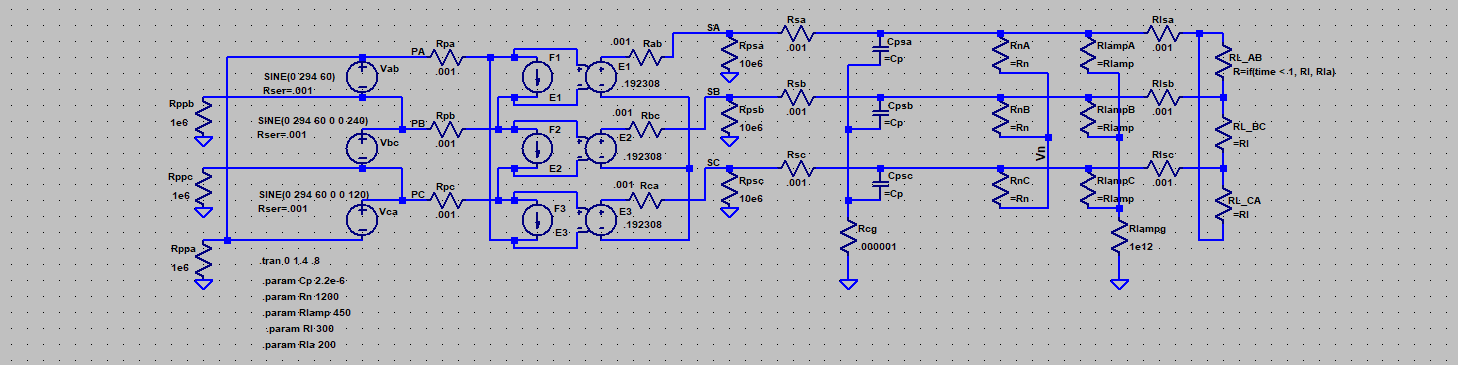 Vab
SINE(0 294 60)
Rser=.001
SINE(0 294 60 0 0 240)
Rser=.001
Vbc
SINE(0 294 60 0 0 120)
Rser=.001
Vca
Rppb
1e6
Rppc
1e6
Rppa
1e6
PA
Rpa
.001
PB
Rpb
.001
PC
Rpc
.001
F1
E1
F2
E2
F3
E3
E1
.192308
E2
.192308
E3
.192308
.001
Rab
.001
Rbc
.001
Rca
SA
Rpsa
10e6
SB
Rpsb
10e6
SC
Rpsc
10e6
Rsa
.001
Rsb
.001
Rsc
.001
Cpsa
=Cp
Cpsb
=Cp
Cpsc
=Cp
Rcg
.000001
RnA
=Rn
RnB
=Rn
RnC
=Rn
Vn
RlampA
=Rlamp
RlampB
=Rlamp
RlampC
=Rlamp
Rlampg
1e12
Rlsa
.001
Rlsb
.001
Rlsc
.001
RL_AB
R=if(time <.1, Rl, Rla)
RL_BC
=Rl
RL_CA
=Rl
.tran 0 1.4 .8
.param Cp 2.2e-6
.param Rn 1200
.param Rlamp 450
.param Rl 300
.param Rla 200